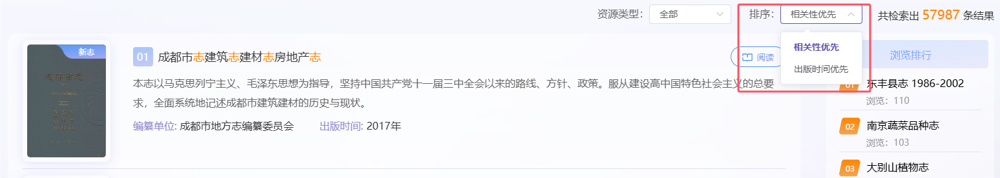 资源类型： 全部 排序： 相关性优先 共检索出 57987 条结果
相关性优先
出版时间优先
新志
成都市志
01 成都市志建筑志建材志房地产志
阅读
本志以马克思列宁主义、毛泽东思想为指导，坚持中国共产党十一届三中全会以来的路线、方针、政策。服从建设高中国特色社会主义的总要
求，全面系统地记述成都市建筑建材的历史与现状。
编纂单位: 成都市地方志编纂委员会 出版时间: 2017年
浏览排行
01 东丰县志 1986-2002
浏览：110
02 南京蔬菜品种志
浏览：103
03 大别山植物志